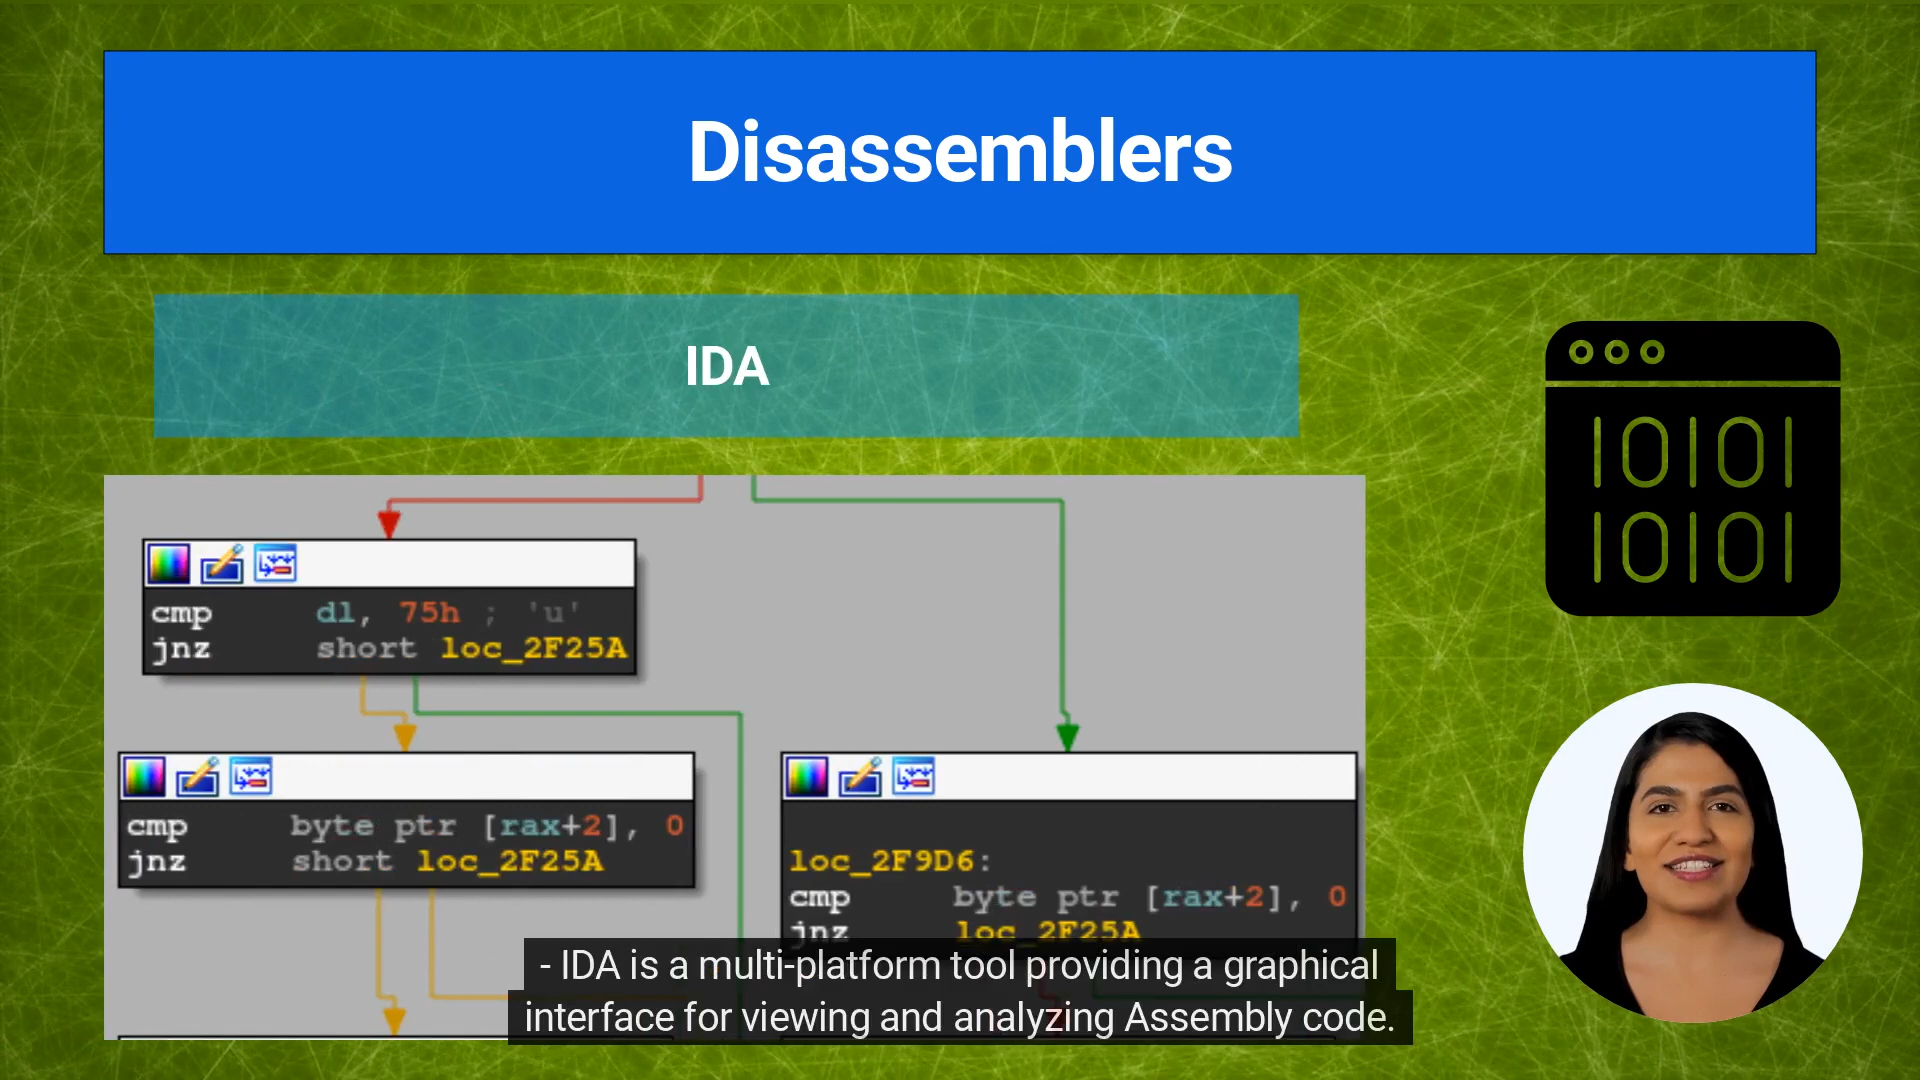 Disassemblers
IDA
cmp dl, 75h ; 'u'
jnz short loc_2F25A
cmp byte ptr [rax+2], 0
jnz short loc_2F25A
loc_2F9D6:
cmp byte ptr [rax+2], 0
jnz loc_2F25A
10101
10101
- IDA is a multi-platform tool providing a graphical
interface for viewing and analyzing Assembly code.